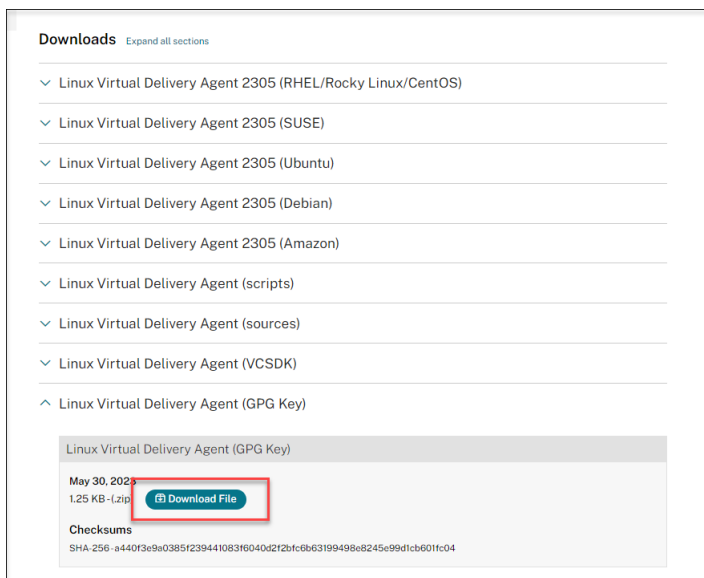 Downloads Expand all sections
Linux Virtual Delivery Agent 2305 (RHEL/Rocky Linux/CentOS)
Linux Virtual Delivery Agent 2305 (SUSE)
Linux Virtual Delivery Agent 2305 (Ubuntu)
Linux Virtual Delivery Agent 2305 (Debian)
Linux Virtual Delivery Agent 2305 (Amazon)
Linux Virtual Delivery Agent (scripts)
Linux Virtual Delivery Agent (sources)
Linux Virtual Delivery Agent (VCSDK)
Linux Virtual Delivery Agent (GPG Key)
Linux Virtual Delivery Agent (GPG Key)
May 30, 2023
1.25 KB - (.zip) Download File
Checksums
SHA-256 - a440f3e9a0385f239441083f6040d2f2bfc6b63199498e8245e99d1cb601fc04